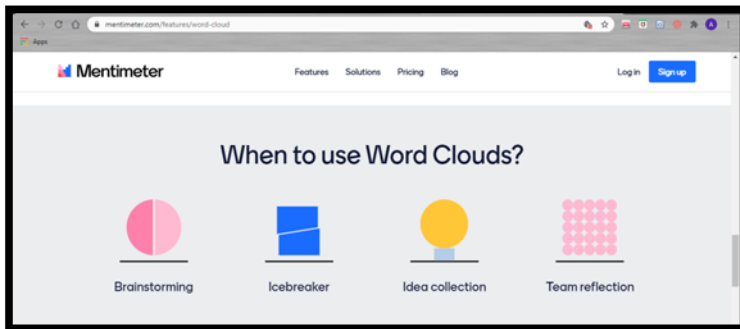 mentimeter.com/features/word-cloud
A
Apps
Mentimeter
Features Solutions Pricing Blog
Log in Sign up
When to use Word Clouds?
Brainstorming Icebreaker Idea collection Team reflection